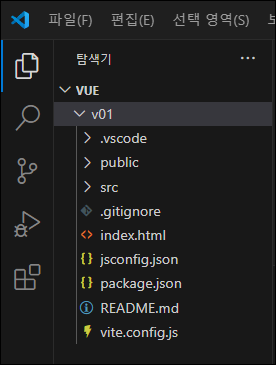 파일(F) 편집(E) 선택 영역(S)
탐색기
VUE
v01
.vscode
public
src
.gitignore
index.html
jsconfig.json
package.json
README.md
vite.config.js